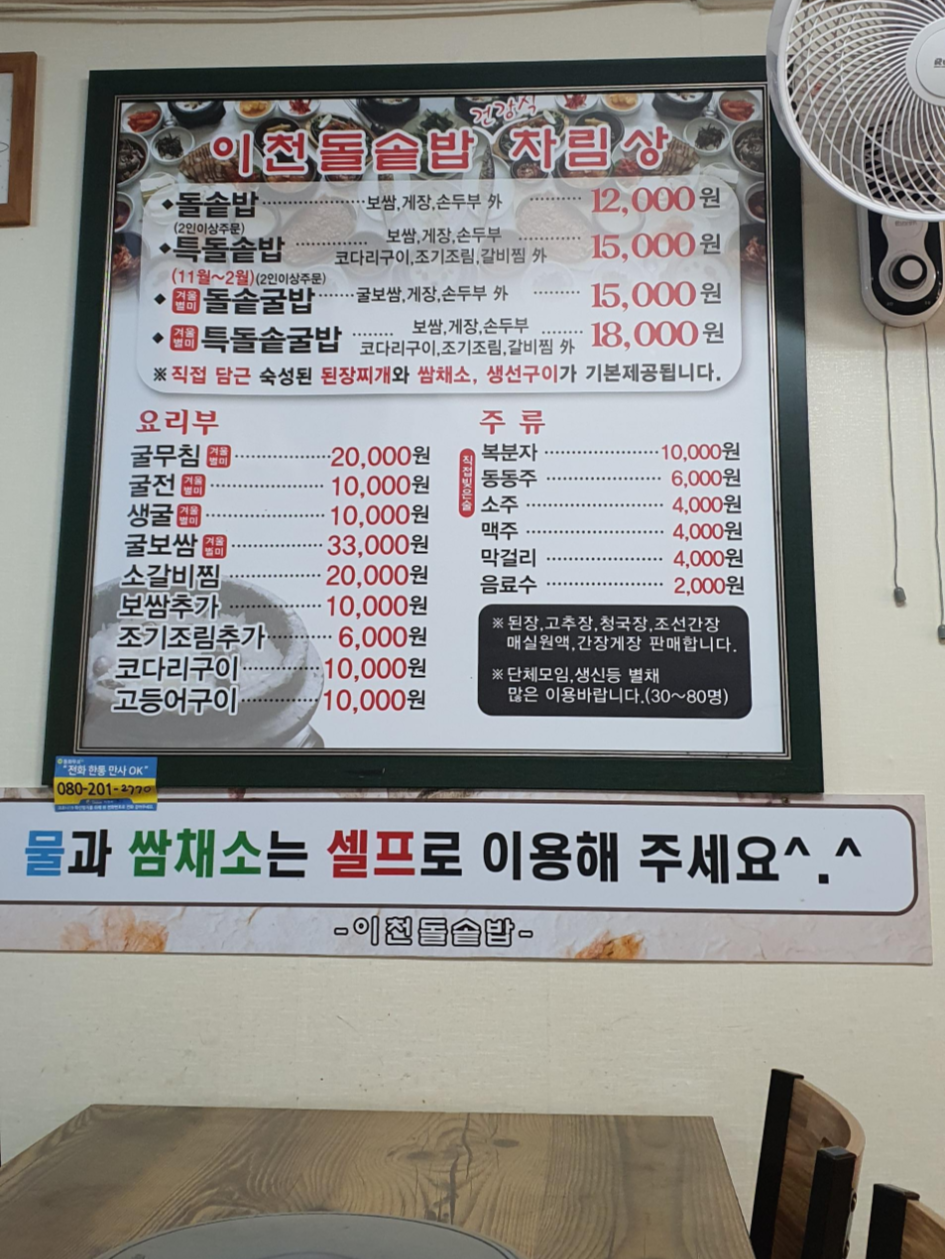 건강식
이천돌솥밥 차림상
◆돌솥밥 보쌈,게장,손두부 外 12,000원
(2인이상주문)
◆특돌솥밥 보쌈,게장,손두부 코다리구이,조기조림,갈비찜 外 15,000원
(11월~2월)(2인이상주문)
◆겨울별미 돌솥굴밥 굴보쌈,게장,손두부 外 15,000원
◆겨울별미 특돌솥굴밥 보쌈,게장,손두부 코다리구이,조기조림,갈비찜 外 18,000원
※ 직접 담근 숙성된 된장찌개와 쌈채소, 생선구이가 기본제공됩니다.
요리부
굴무침 겨울별미 20,000원
굴전 겨울별미 10,000원
생굴 겨울별미 10,000원
굴보쌈 겨울별미 33,000원
소갈비찜 20,000원
보쌈추가 10,000원
조기조림추가 6,000원
코다리구이 10,000원
고등어구이 10,000원
주 류
직접빚은술
복분자 10,000원
동동주 6,000원
소주 4,000원
맥주 4,000원
막걸리 4,000원
음료수 2,000원
※ 된장,고추장,청국장,조선간장
매실원액,간장게장 판매합니다.
※ 단체모임,생신등 별채
많은 이용바랍니다.(30~80명)
"전화 한통 만사 OK"
080-201-2770
물과 쌈채소는 셀프로 이용해 주세요^.^
-이천돌솥밥-